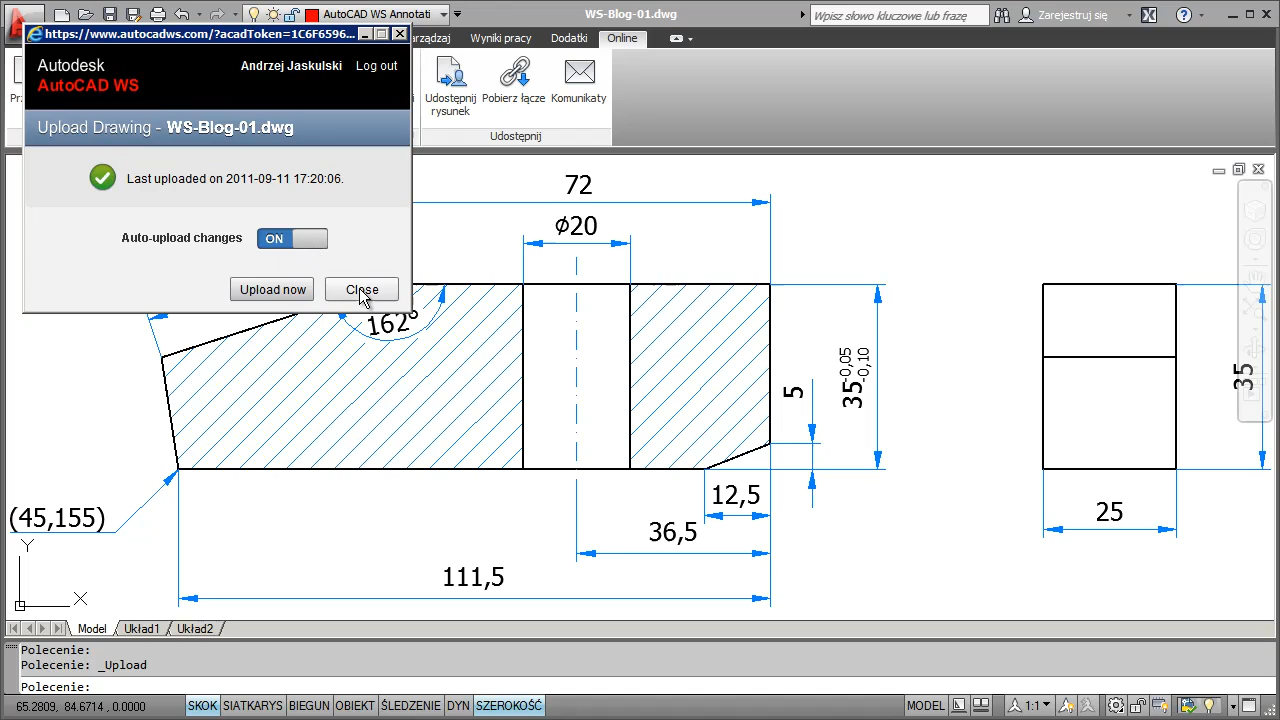 AutoCAD WS Annotati
WS-Blog-01.dwg
Wpisz słowo kluczowe lub frazę
Zarejestruj się
https://www.autocadws.com/?acadToken=1C6F6596...
arządzaj
Wyniki pracy
Dodatki
Online
Autodesk
AutoCAD WS
Andrzej Jaskulski
Log out
Udostępnij
rysunek
Pobierz łącze
Komunikaty
Udostępnij
Upload Drawing - WS-Blog-01.dwg
Last uploaded on 2011-09-11 17:20:06.
Auto-upload changes
ON
Upload now
Close
72
⌀20
162°
5
35 -0,05 -0,10
35
12,5
36,5
25
(45,155)
111,5
Y
X
Model
Układ1
Układ2
Polecenie:
Polecenie: _Upload
Polecenie:
65.2809, 84.6714 , 0.0000
SKOK
SIATKARYS
BIEGUN
OBIEKT
ŚLEDZENIE
DYN
SZEROKOŚĆ
MODEL
1:1